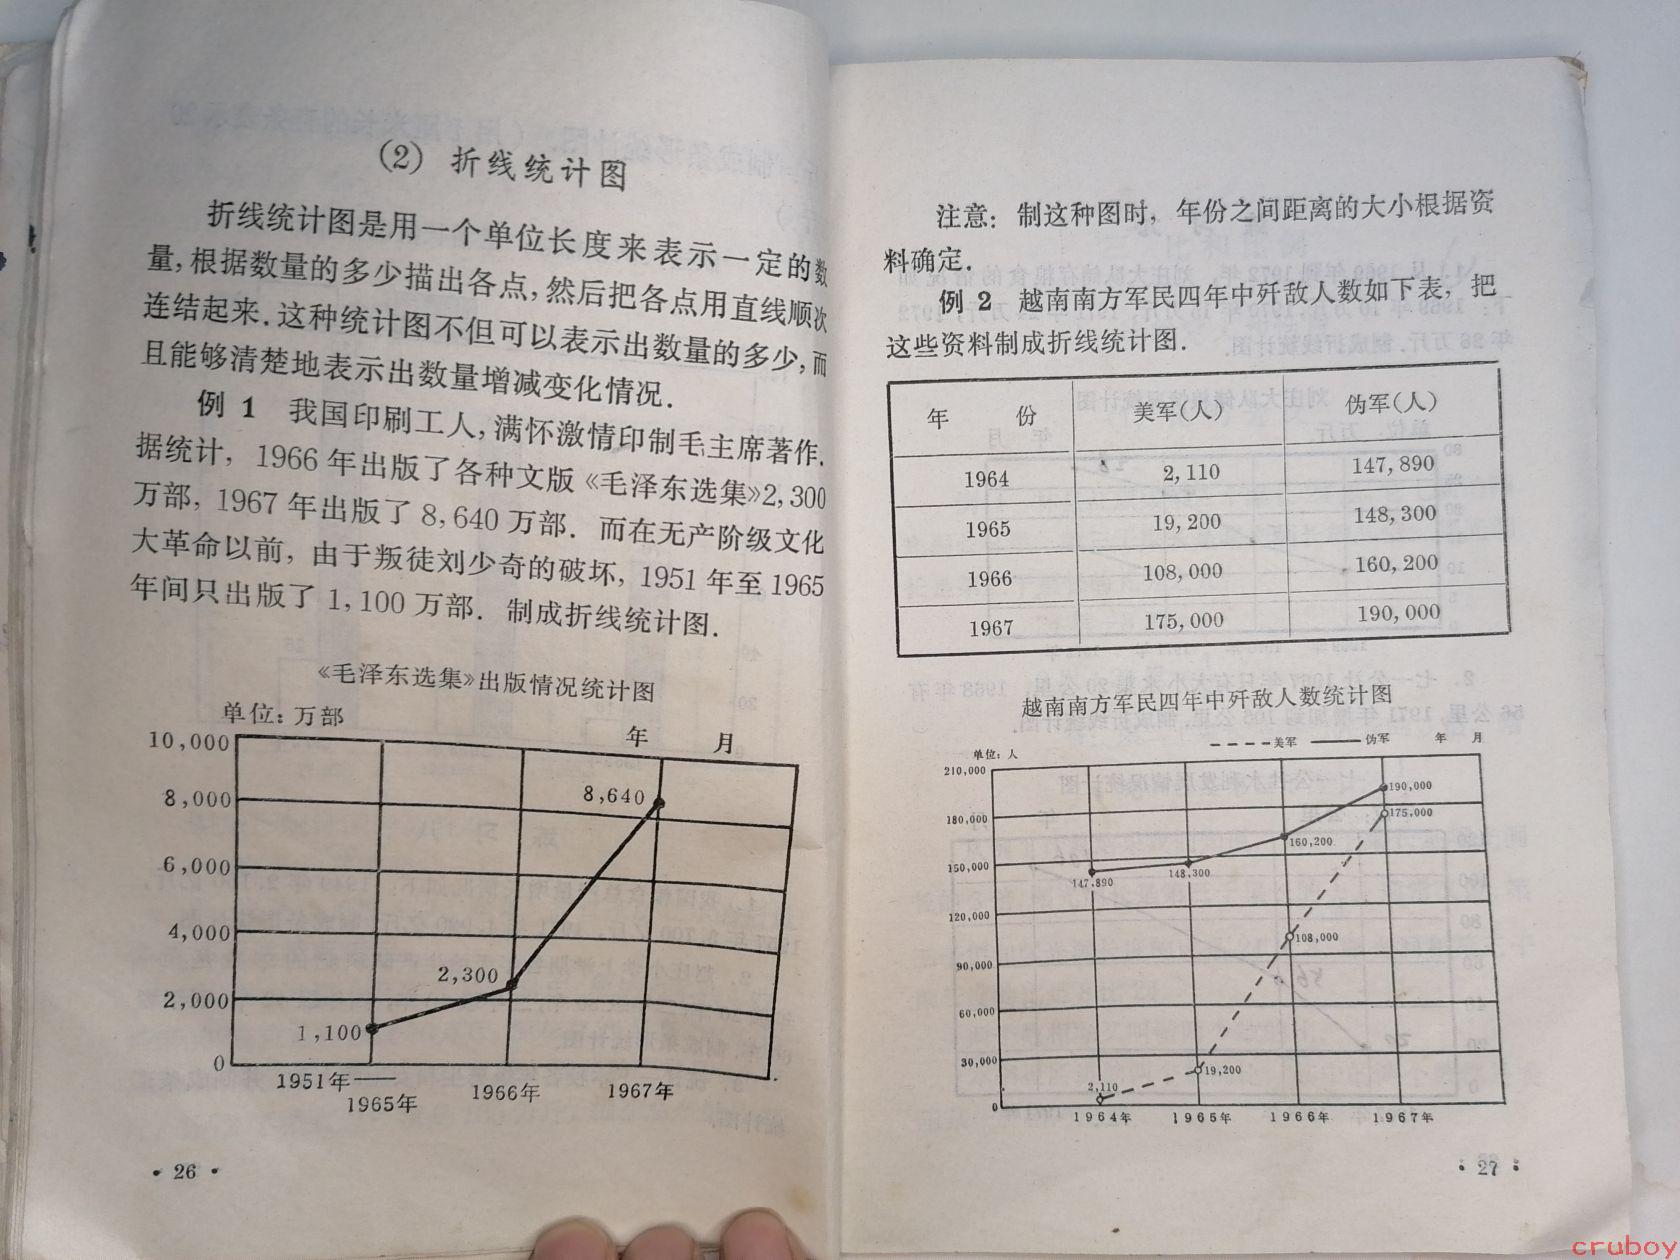 (2) 折线统计图
折线统计图是用一个单位长度来表示一定的数
量,根据数量的多少描出各点,然后把各点用直线顺次
连结起来.这种统计图不但可以表示出数量的多少,而
且能够清楚地表示出数量增减变化情况.
例 1 我国印刷工人,满怀激情印制毛主席著作.
据统计, 1966 年出版了各种文版《毛泽东选集》2,300
万部, 1967 年出版了 8,640 万部. 而在无产阶级文化
大革命以前, 由于叛徒刘少奇的破坏, 1951 年至 1965
年间只出版了 1,100 万部. 制成折线统计图.
《毛泽东选集》出版情况统计图
单位: 万部
年 月
10,000
8,000
6,000
4,000
2,000
0
8,640
2,300
1,100
1951年——
1965年
1966年
1967年
• 26 •
注意: 制这种图时, 年份之间距离的大小根据资
料确定.
例 2 越南南方军民四年中歼敌人数如下表, 把
这些资料制成折线统计图.
年 份 美军(人) 伪军(人)
1964 2,110 147,890
1965 19,200 148,300
1966 108,000 160,200
1967 175,000 190,000
越南南方军民四年中歼敌人数统计图
单位: 人
美军 伪军 年 月
210,000
180,000
150,000
120,000
90,000
60,000
30,000
0
190,000
175,000
160,200
147,890
148,300
108,000
19,200
2,110
1964年 1965年 1966年 1967年
• 27 •
cruboy